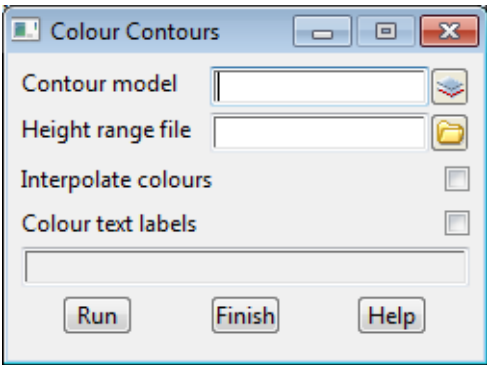 Colour Contours
Contour model
Height range file
Interpolate colours
Colour text labels
Run Finish Help